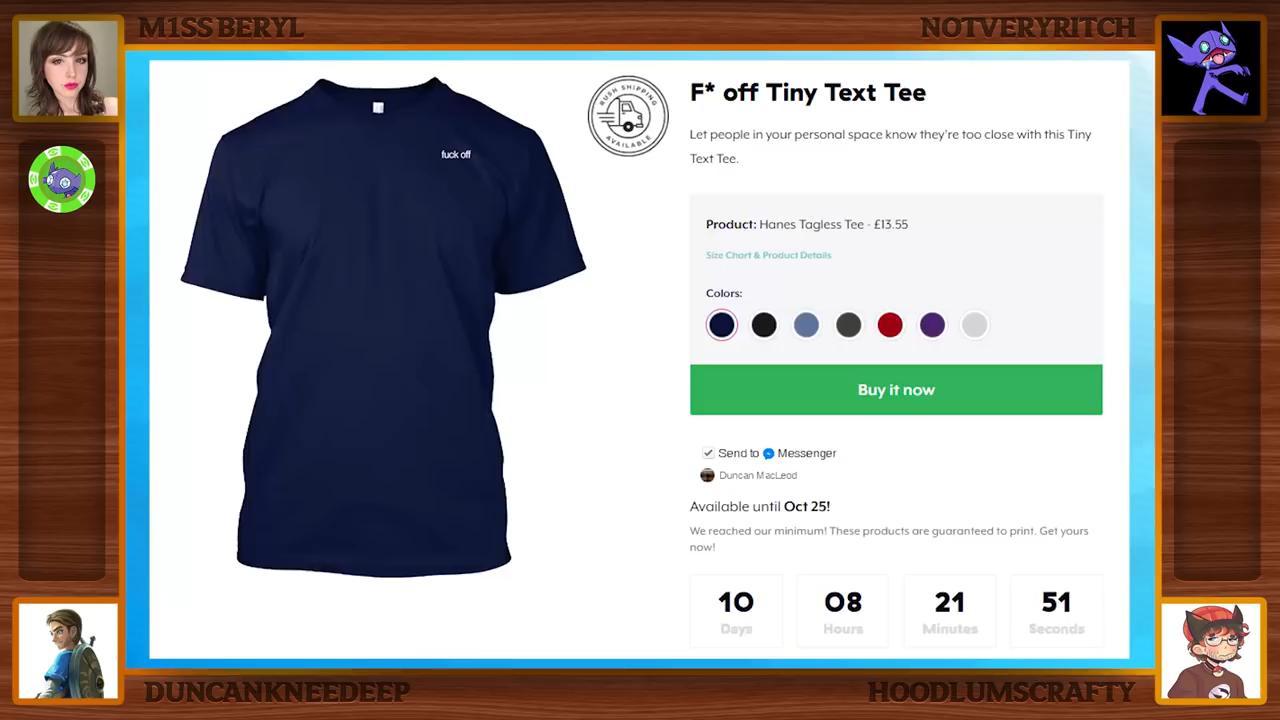 M1SS BERYL
NOTVERYRITCH
fuck off
RUSH SHIPPING
AVAILABLE
F* off Tiny Text Tee
Let people in your personal space know they're too close with this Tiny
Text Tee.
Product: Hanes Tagless Tee - £13.55
Size Chart & Product Details
Colors:
Buy it now
Send to Messenger
Duncan MacLeod
Available until Oct 25!
We reached our minimum! These products are guaranteed to print. Get yours
now!
10 08 21 51
Days Hours Minutes Seconds
DUNCANKNEEDEEP
HOODLUMSCRAFTY